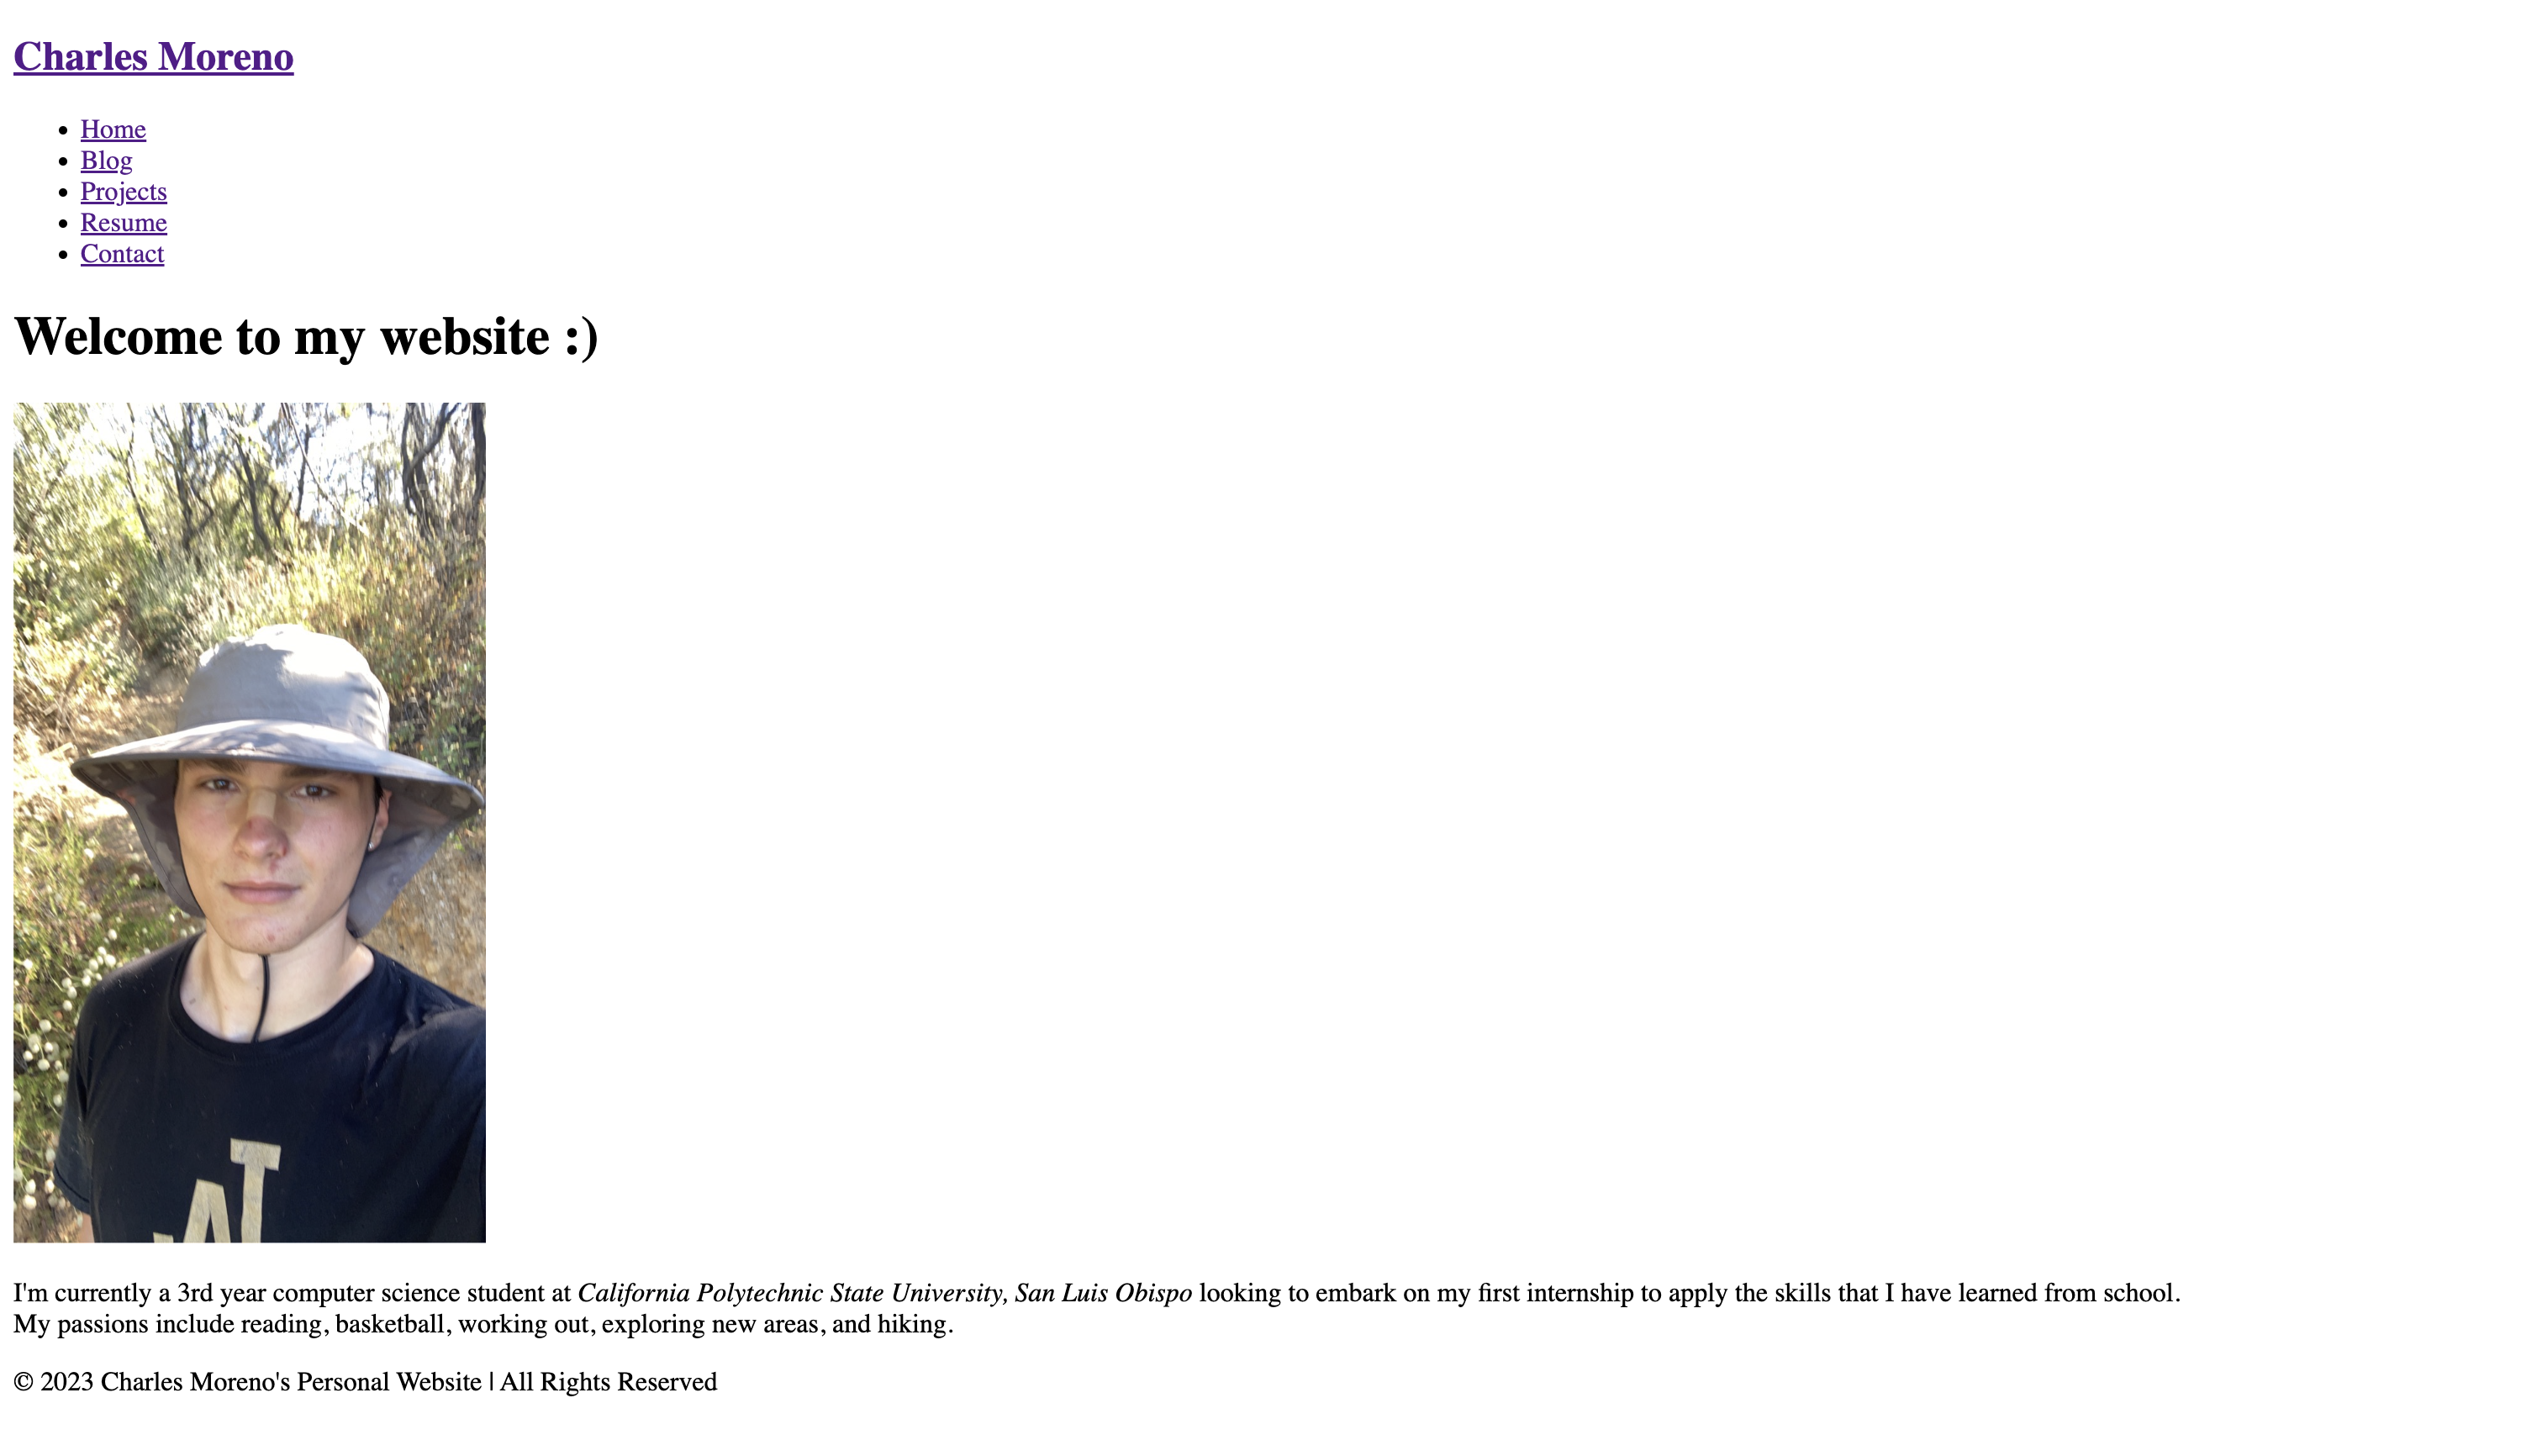 Charles Moreno
Home
Blog
Projects
Resume
Contact
Welcome to my website :)
I'm currently a 3rd year computer science student at California Polytechnic State University, San Luis Obispo looking to embark on my first internship to apply the skills that I have learned from school.
My passions include reading, basketball, working out, exploring new areas, and hiking.
© 2023 Charles Moreno's Personal Website | All Rights Reserved